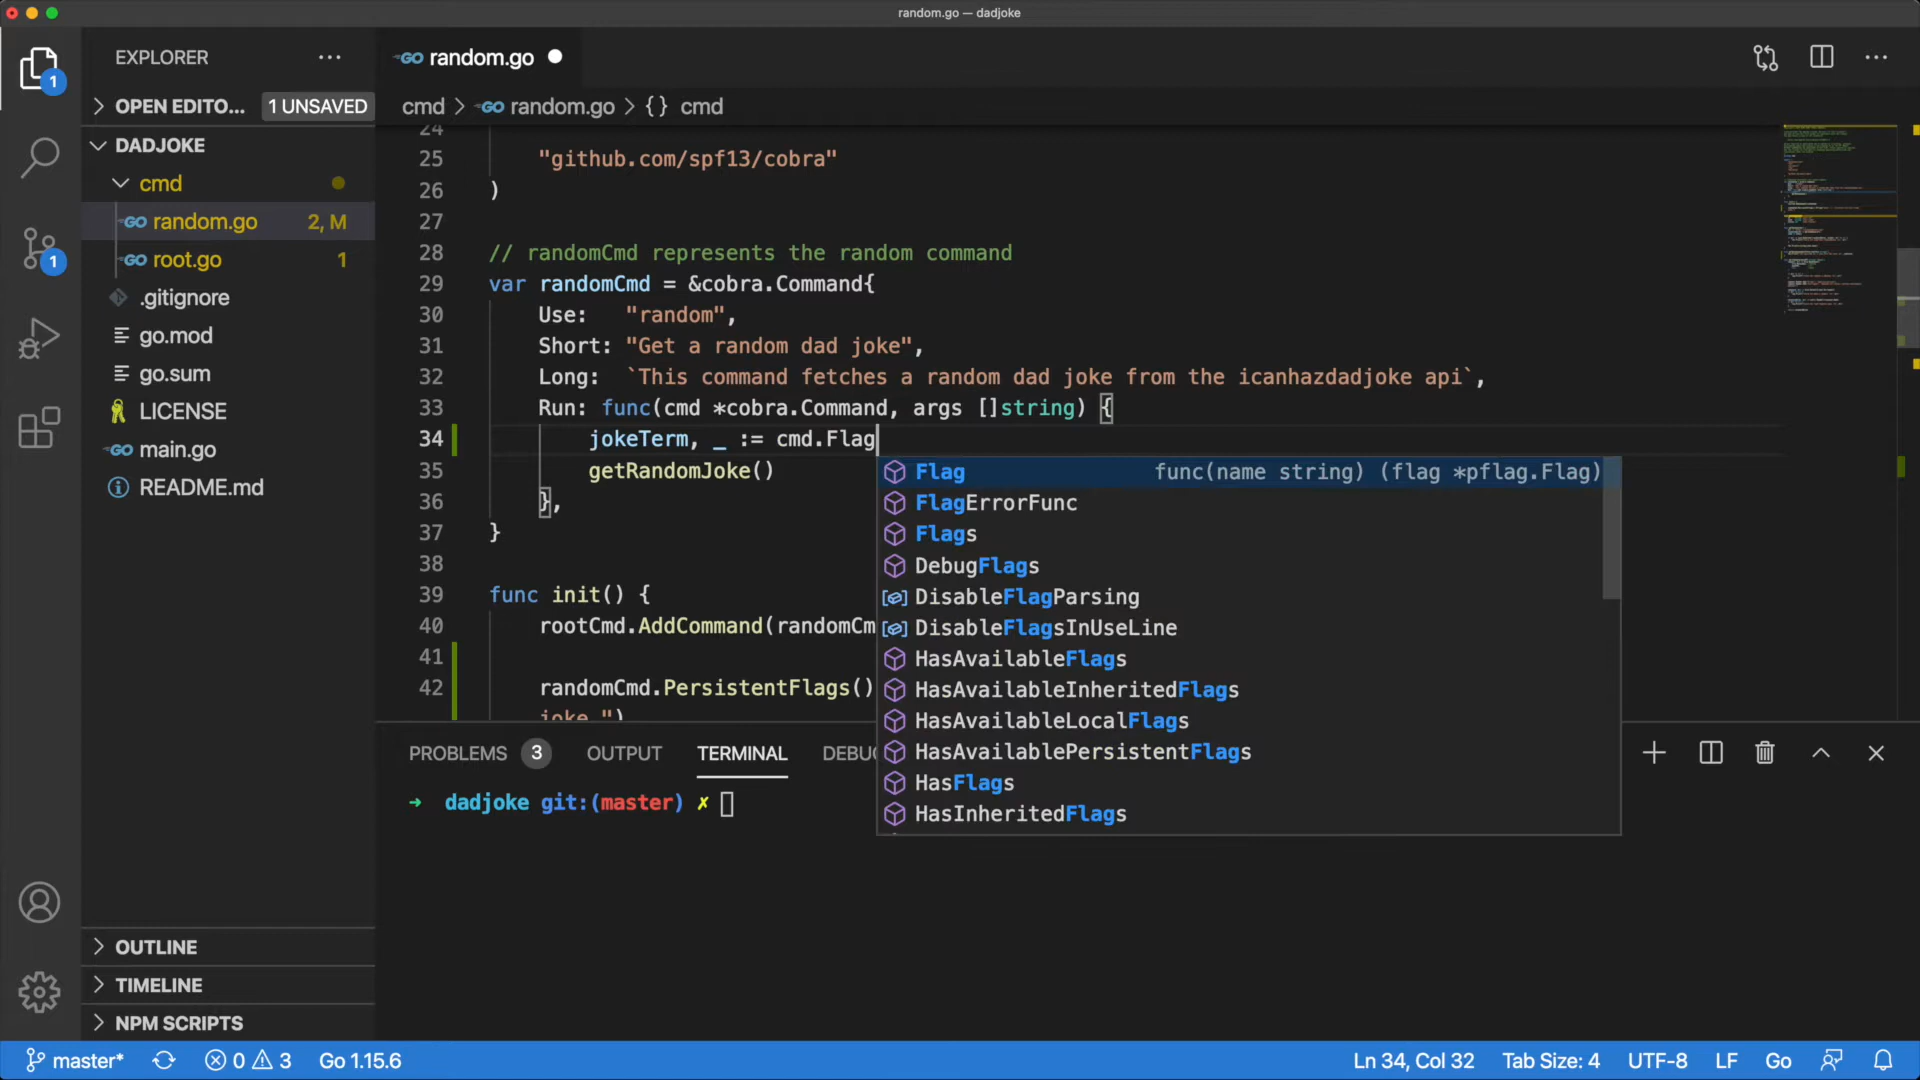 random.go — dadjoke
EXPLORER
random.go
1
OPEN EDITO... 1 UNSAVED
cmd > random.go > {} cmd
DADJOKE
cmd
random.go 2, M
root.go 1
.gitignore
go.mod
go.sum
LICENSE
main.go
README.md
1
24
25 "github.com/spf13/cobra"
26 )
27
28 // randomCmd represents the random command
29 var randomCmd = &cobra.Command{
30 Use: "random",
31 Short: "Get a random dad joke",
32 Long: `This command fetches a random dad joke from the icanhazdadjoke api`,
33 Run: func(cmd *cobra.Command, args []string) {
34 jokeTerm, _ := cmd.Flag
35 getRandomJoke()
36 },
37 }
38
39 func init() {
40 rootCmd.AddCommand(randomCm
41
42 randomCmd.PersistentFlags()
joke.")
Flag func(name string) (flag *pflag.Flag)
FlagErrorFunc
Flags
DebugFlags
DisableFlagParsing
DisableFlagsInUseLine
HasAvailableFlags
HasAvailableInheritedFlags
HasAvailableLocalFlags
HasAvailablePersistentFlags
HasFlags
HasInheritedFlags
PROBLEMS 3 OUTPUT TERMINAL DEBU
→ dadjoke git:(master) ✗
OUTLINE
TIMELINE
NPM SCRIPTS
master* 0 3 Go 1.15.6
Ln 34, Col 32 Tab Size: 4 UTF-8 LF Go